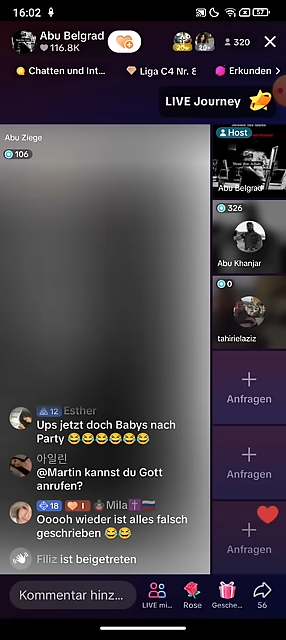 16:02
57
Abu Belgrad
116.8K
20+
20+
320
Chatten und Int...
Liga C4 Nr. 8
Erkunden
LIVE Journey
Abu Ziege
106
Host
Abu Belgrad
326
Abu Khanjar
0
tahirielaziz
Anfragen
Anfragen
Anfragen
12 Esther
Ups jetzt doch Babys nach
Party 😂😂😂😂😂😂
아일린
@Martin kannst du Gott
anrufen?
18 I Mila
Ooooh wieder ist alles falsch
geschrieben 😂😂
Filiz ist beigetreten
Kommentar hinz...
LIVE mi...
Rose
Gesche...
56